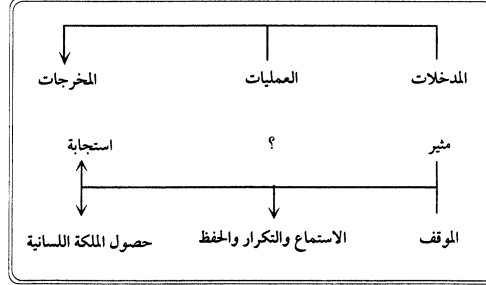 المدخلات العمليات المخرجات
مثير ؟ استجابة
الموقف الاستماع والتكرار والحفظ حصول الملكة اللسانية